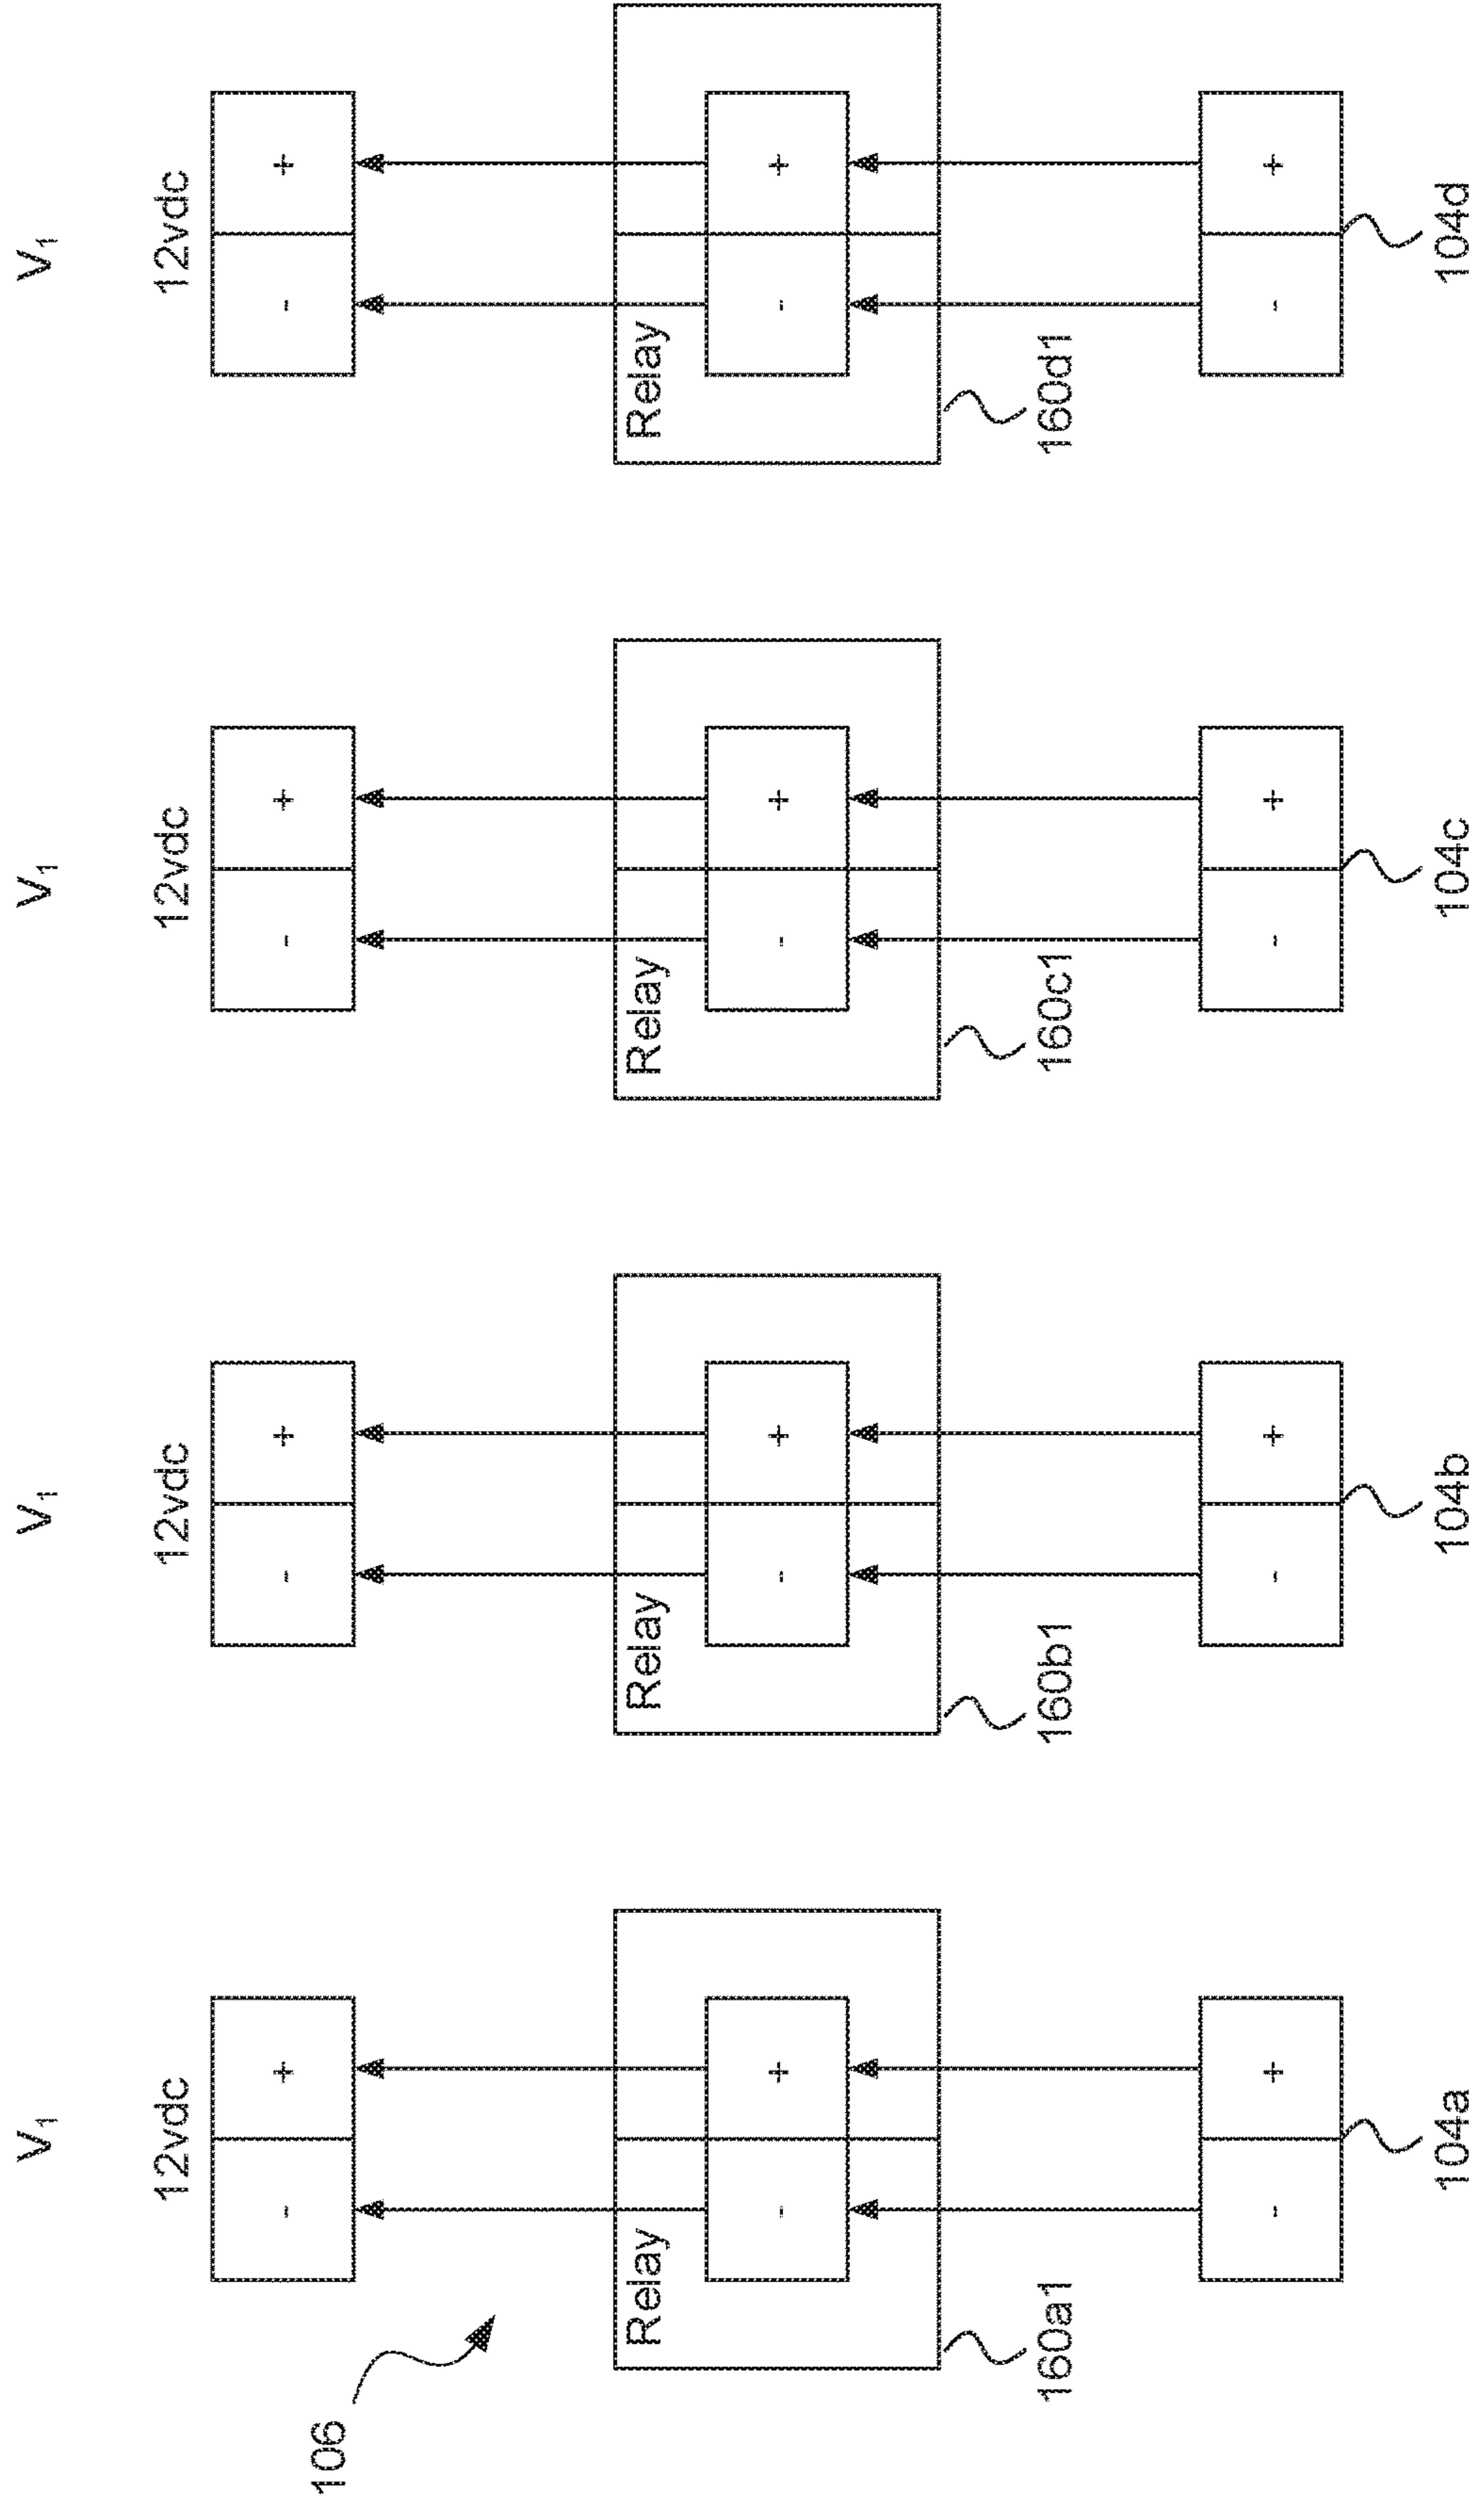 V1 V1 V1 V1
12vdc 12vdc 12vdc 12vdc
- + - + - + - +
106
Relay Relay Relay Relay
- + - + - + - +
160a1 160b1 160c1 160d1
- + - + - + - +
104a 104b 104c 104d